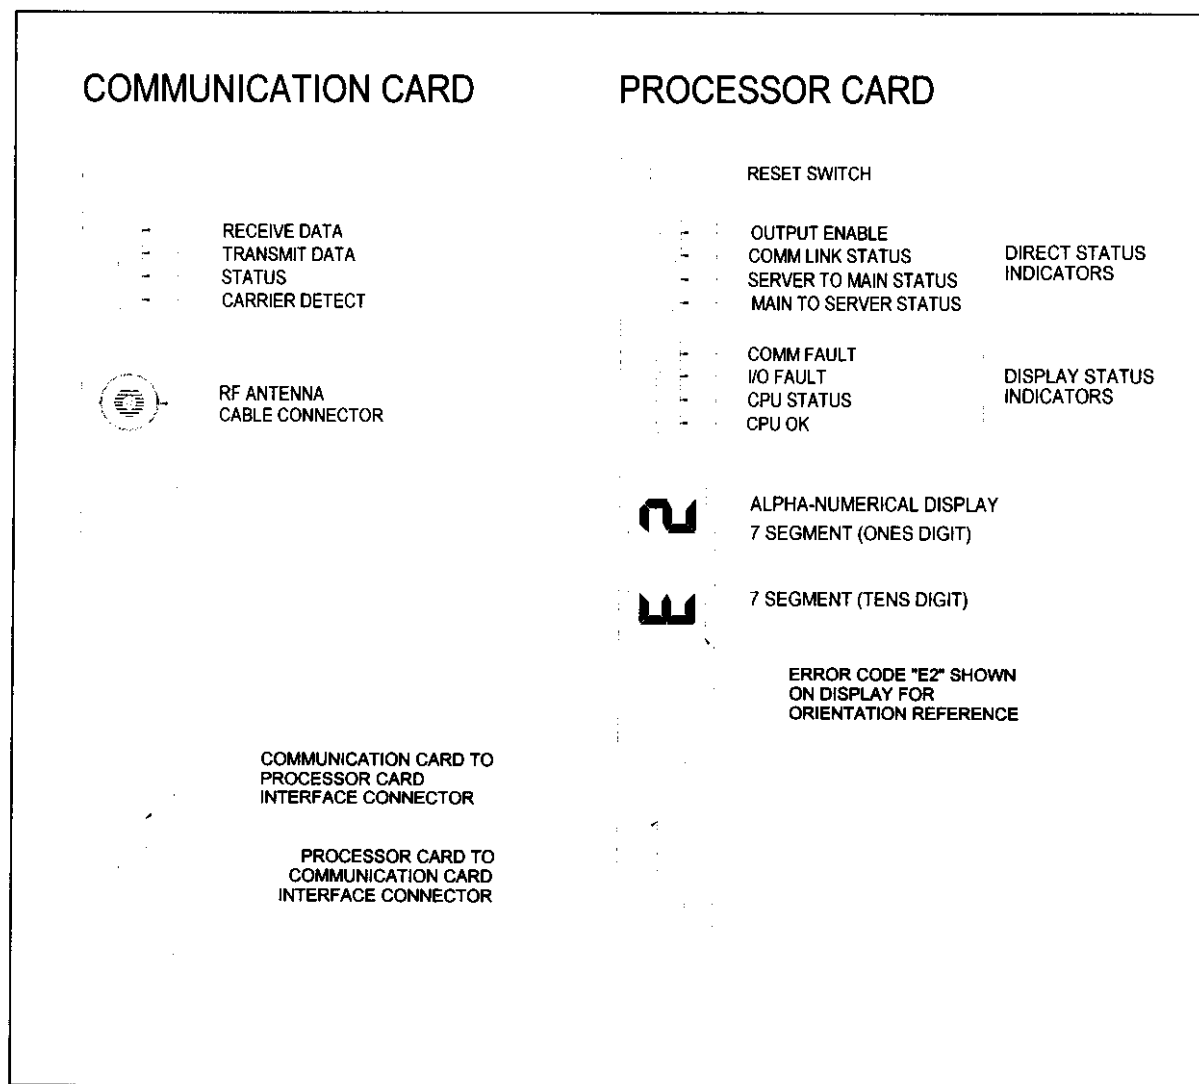 COMMUNICATION CARD
RECEIVE DATA
TRANSMIT DATA
STATUS
CARRIER DETECT
RF ANTENNA
CABLE CONNECTOR
COMMUNICATION CARD TO
PROCESSOR CARD
INTERFACE CONNECTOR
PROCESSOR CARD TO
COMMUNICATION CARD
INTERFACE CONNECTOR
PROCESSOR CARD
RESET SWITCH
OUTPUT ENABLE
COMM LINK STATUS
SERVER TO MAIN STATUS
MAIN TO SERVER STATUS
DIRECT STATUS
INDICATORS
COMM FAULT
I/O FAULT
CPU STATUS
CPU OK
DISPLAY STATUS
INDICATORS
2
ALPHA-NUMERICAL DISPLAY
7 SEGMENT (ONES DIGIT)
E
7 SEGMENT (TENS DIGIT)
ERROR CODE "E2" SHOWN
ON DISPLAY FOR
ORIENTATION REFERENCE